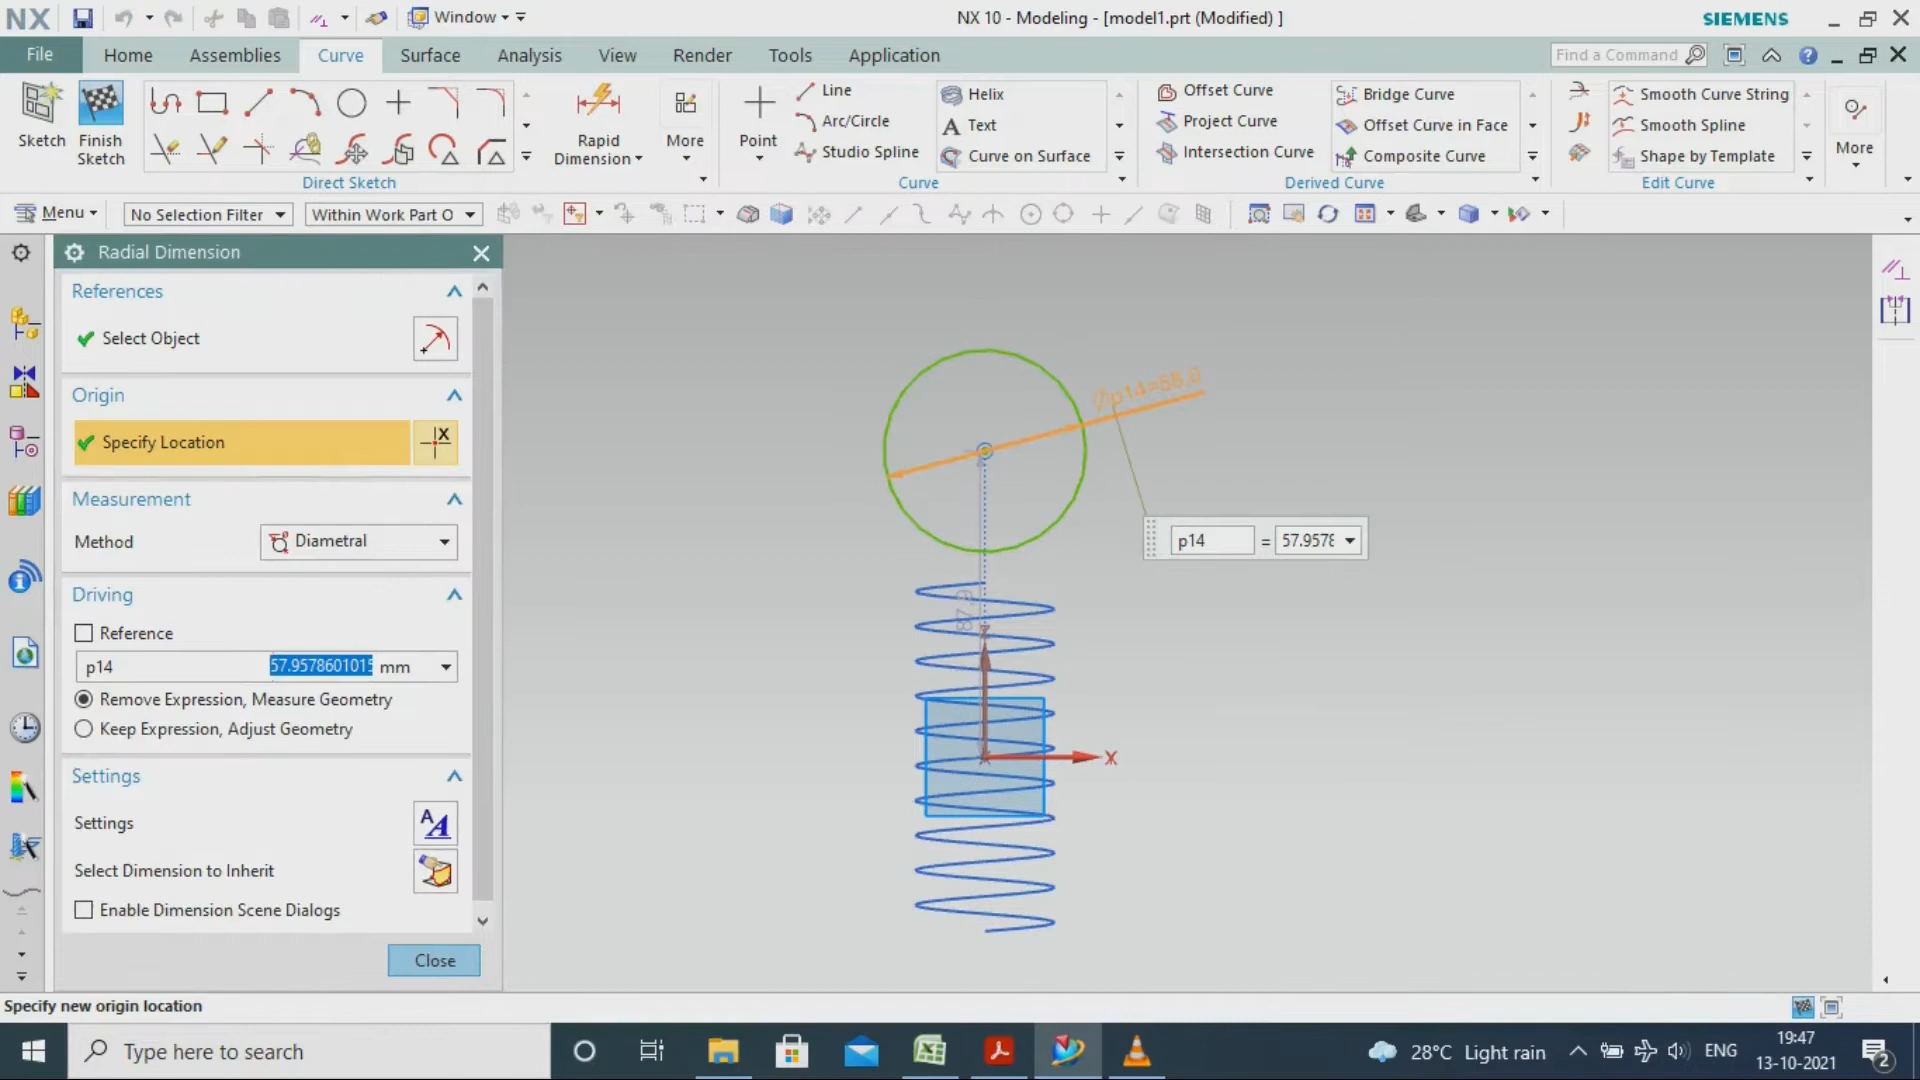 NX
Window
NX 10 - Modeling - [model1.prt (Modified) ]
SIEMENS
File
Home
Assemblies
Curve
Surface
Analysis
View
Render
Tools
Application
Find a Command
Sketch
Finish
Sketch
Direct Sketch
Rapid
Dimension
More
Point
Line
Arc/Circle
Studio Spline
Helix
Text
Curve on Surface
Curve
Offset Curve
Project Curve
Intersection Curve
Bridge Curve
Offset Curve in Face
Composite Curve
Derived Curve
Smooth Curve String
Smooth Spline
Shape by Template
Edit Curve
More
Menu
No Selection Filter
Within Work Part O
Radial Dimension
References
Select Object
Origin
Specify Location
Measurement
Method
Diametral
Driving
Reference
p14 57.9578601015 mm
Remove Expression, Measure Geometry
Keep Expression, Adjust Geometry
Settings
Settings
Select Dimension to Inherit
Enable Dimension Scene Dialogs
Close
∅p14=58.0
p14 = 57.9578
Z
X
Specify new origin location
Type here to search
28°C Light rain
ENG
19:47
13-10-2021
2